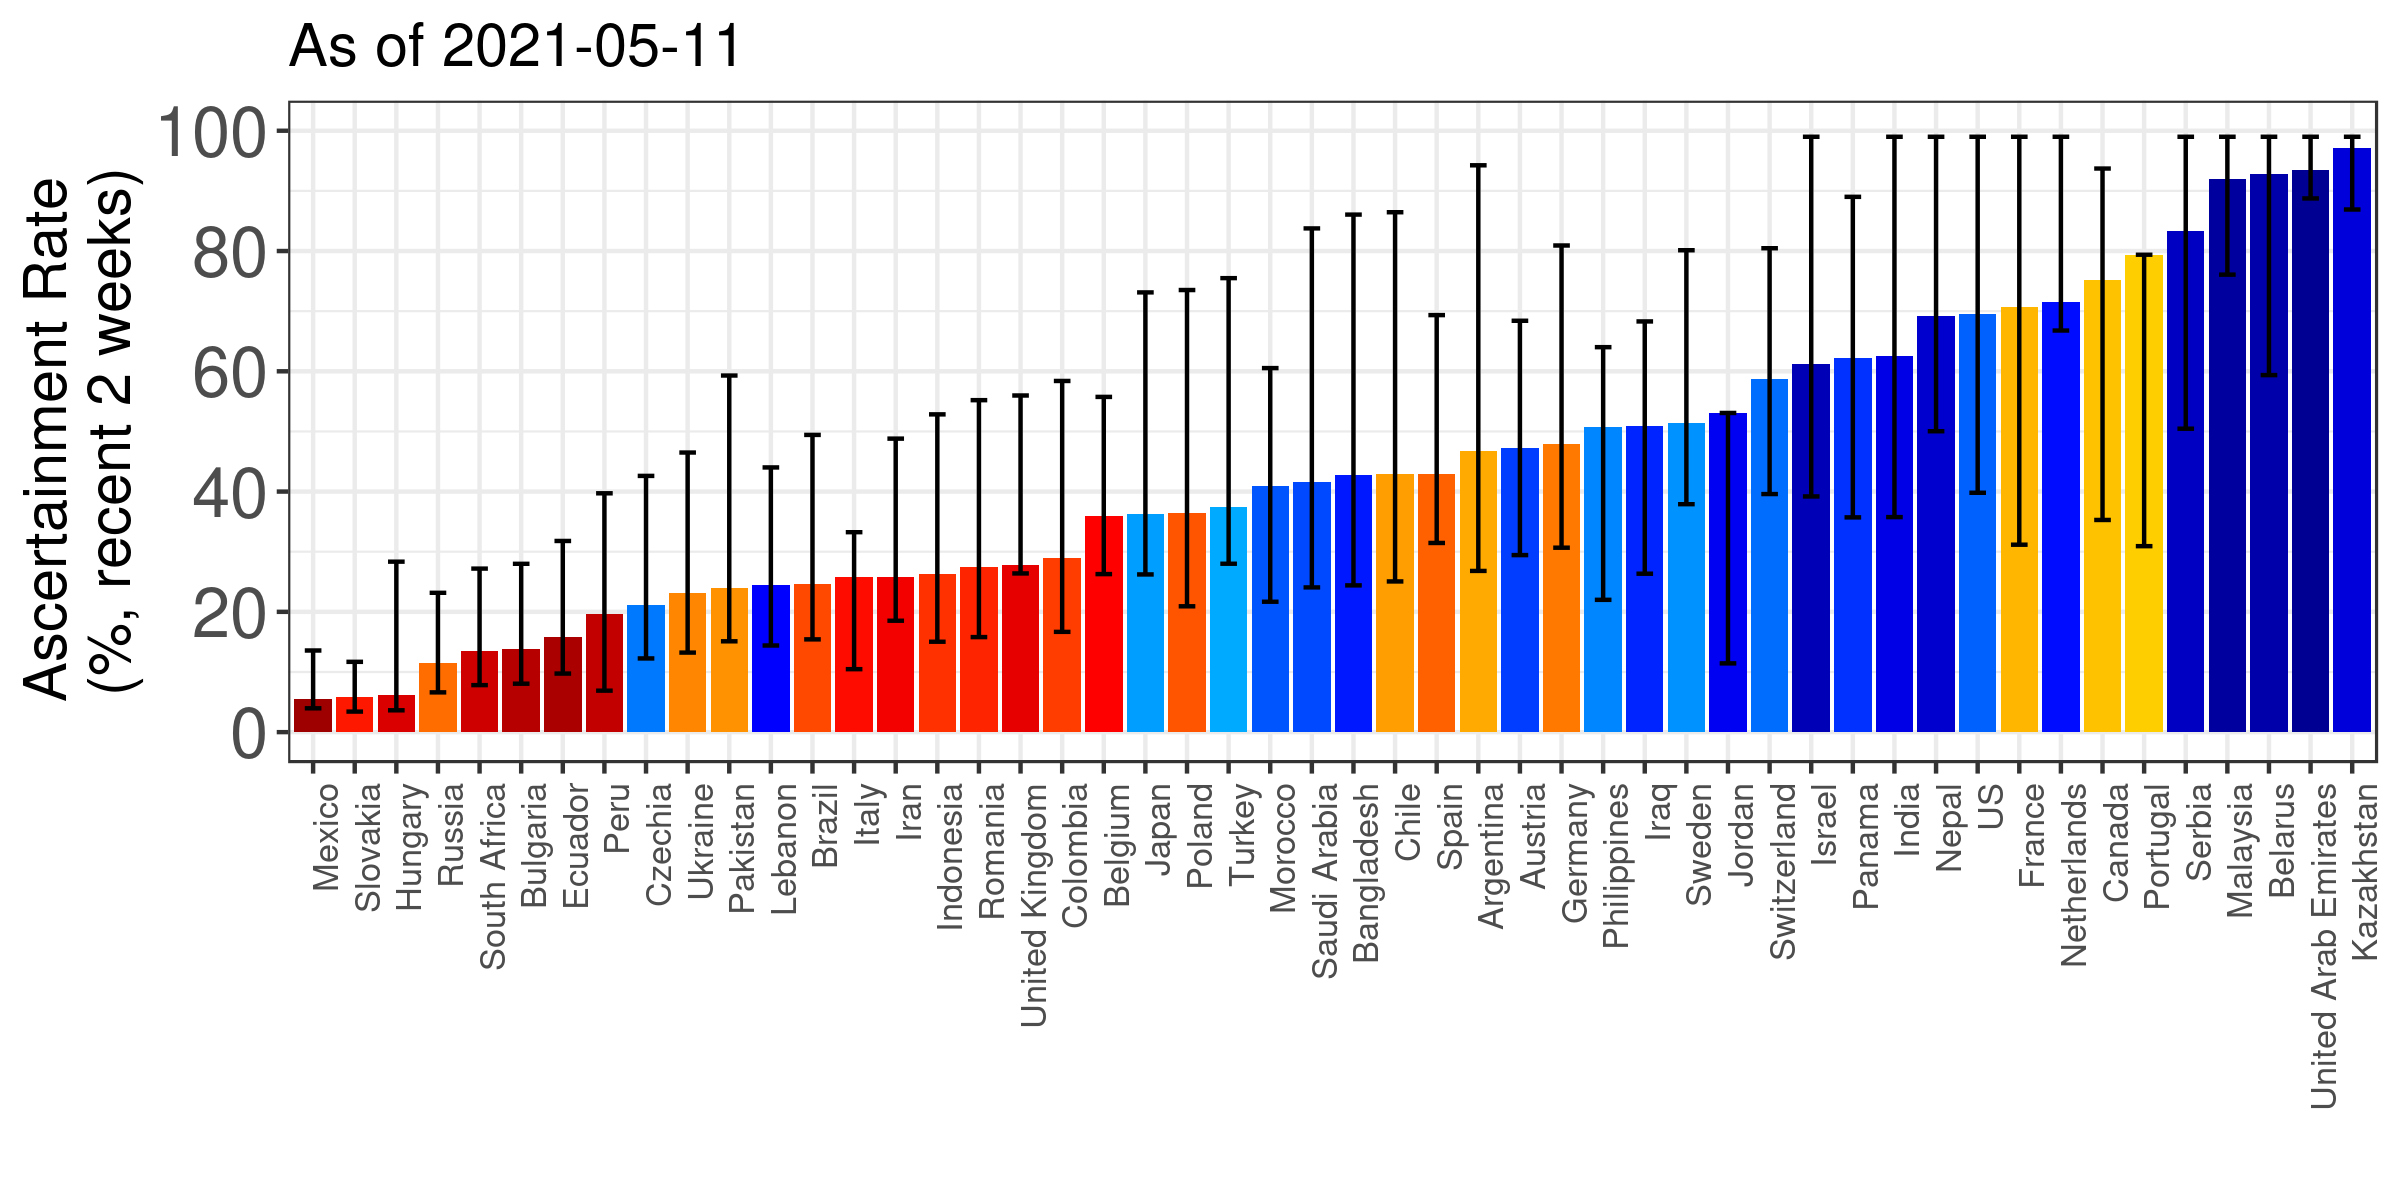 As of 2021-05-11
Ascertainment Rate
(%, recent 2 weeks)
100
80
60
40
20
0
Mexico
Slovakia
Hungary
Russia
South Africa
Bulgaria
Ecuador
Peru
Czechia
Ukraine
Pakistan
Lebanon
Brazil
Italy
Iran
Indonesia
Romania
United Kingdom
Colombia
Belgium
Japan
Poland
Turkey
Morocco
Saudi Arabia
Bangladesh
Chile
Spain
Argentina
Austria
Germany
Philippines
Iraq
Sweden
Jordan
Switzerland
Israel
Panama
India
Nepal
US
France
Netherlands
Canada
Portugal
Serbia
Malaysia
Belarus
United Arab Emirates
Kazakhstan